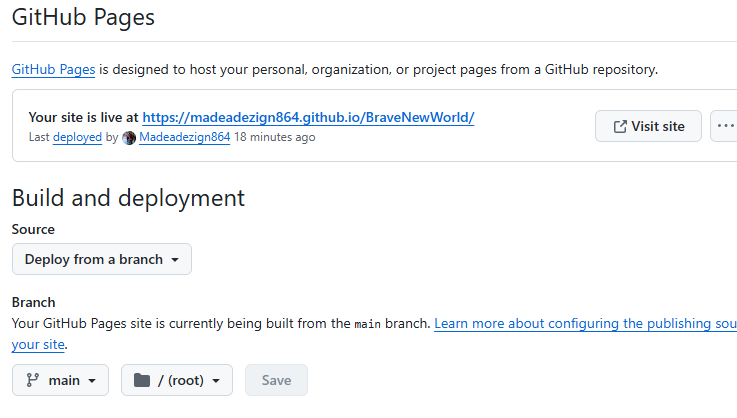 GitHub Pages
GitHub Pages is designed to host your personal, organization, or project pages from a GitHub repository.
Your site is live at https://madeadezign864.github.io/BraveNewWorld/
Last deployed by Madeadezign864 18 minutes ago
Visit site
Build and deployment
Source
Deploy from a branch
Branch
Your GitHub Pages site is currently being built from the main branch. Learn more about configuring the publishing sou
your site.
main
/ (root)
Save